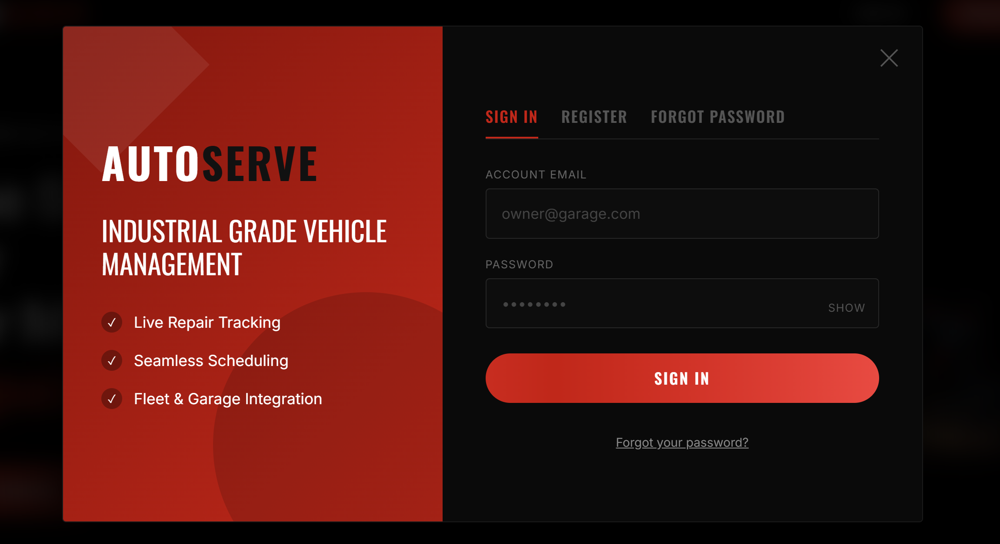 AUTOSERVE
INDUSTRIAL GRADE VEHICLE
MANAGEMENT
✓ Live Repair Tracking
✓ Seamless Scheduling
✓ Fleet & Garage Integration
SIGN IN REGISTER FORGOT PASSWORD
ACCOUNT EMAIL
owner@garage.com
PASSWORD
•••••••• SHOW
SIGN IN
Forgot your password?